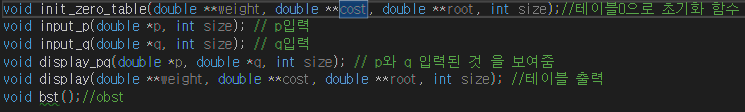 void init_zero_table(double **weight, double **cost, double **root, int size);//테이블0으로 초기화 함수
void input_p(double *p, int size); // p입력
void input_q(double *q, int size); // q입력
void display_pq(double *p, double *q, int size); // p와 q 입력된 것 을 보여줌
void display(double **weight, double **cost, double **root, int size); //테이블 출력
void bst();//obst